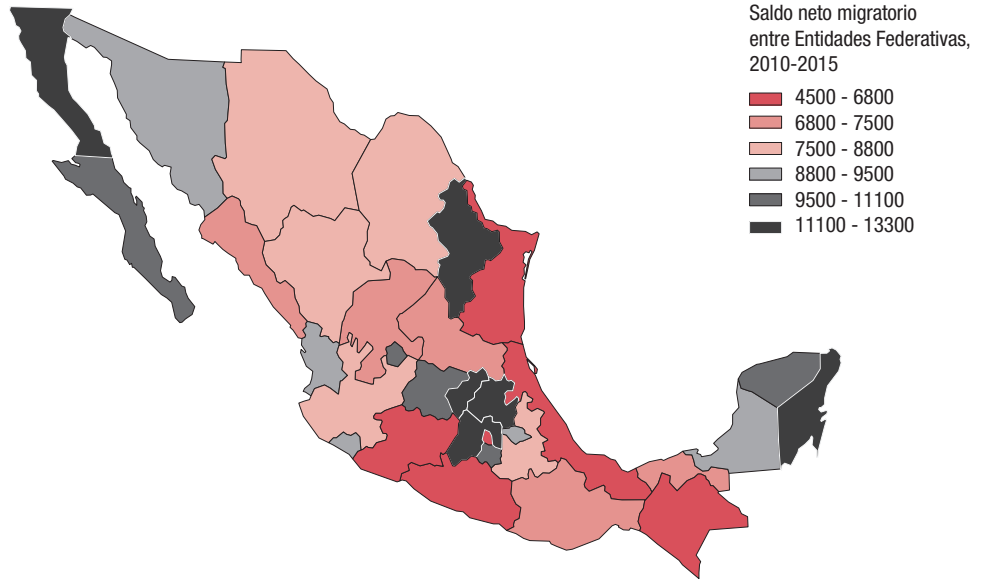 Saldo neto migratorio
entre Entidades Federativas,
2010-2015
4500 - 6800
6800 - 7500
7500 - 8800
8800 - 9500
9500 - 11100
11100 - 13300